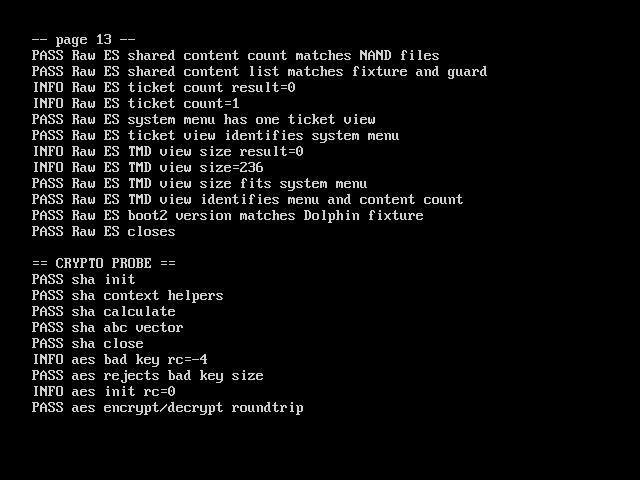 -- page 13 --
PASS Raw ES shared content count matches NAND files
PASS Raw ES shared content list matches fixture and guard
INFO Raw ES ticket count result=0
INFO Raw ES ticket count=1
PASS Raw ES system menu has one ticket view
PASS Raw ES ticket view identifies system menu
INFO Raw ES TMD view size result=0
INFO Raw ES TMD view size=236
PASS Raw ES TMD view size fits system menu
PASS Raw ES TMD view identifies menu and content count
PASS Raw ES boot2 version matches Dolphin fixture
PASS Raw ES closes
== CRYPTO PROBE ==
PASS sha init
PASS sha context helpers
PASS sha calculate
PASS sha abc vector
PASS sha close
INFO aes bad key rc=-4
PASS aes rejects bad key size
INFO aes init rc=0
PASS aes encrypt/decrypt roundtrip